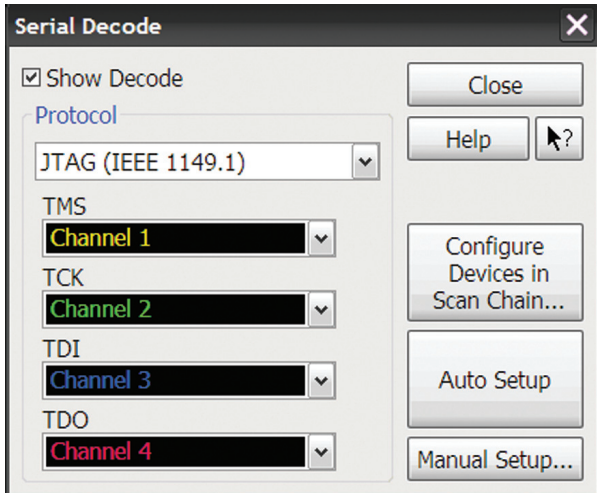 Serial Decode
Show Decode
Close
Protocol
Help
?
JTAG (IEEE 1149.1)
TMS
Channel 1
Configure
Devices in
Scan Chain...
TCK
Channel 2
TDI
Channel 3
Auto Setup
TDO
Channel 4
Manual Setup...